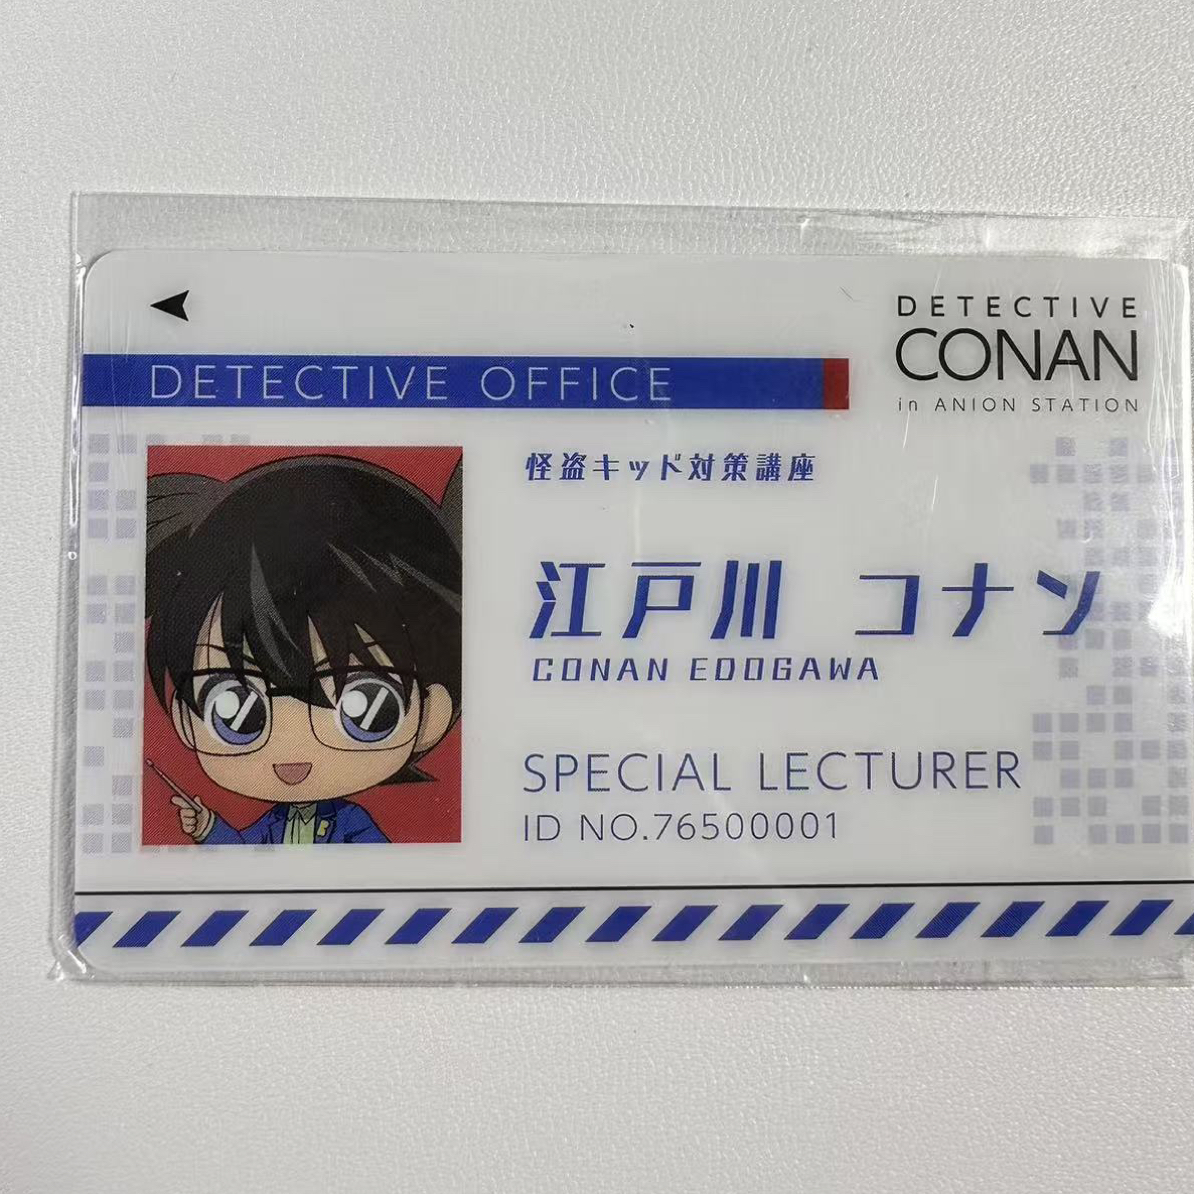 DETECTIVE
CONAN
in ANION STATION
DETECTIVE OFFICE
怪盗キッド対策講座
江戸川 コナン
CONAN EDOGAWA
SPECIAL LECTURER
ID NO.76500001